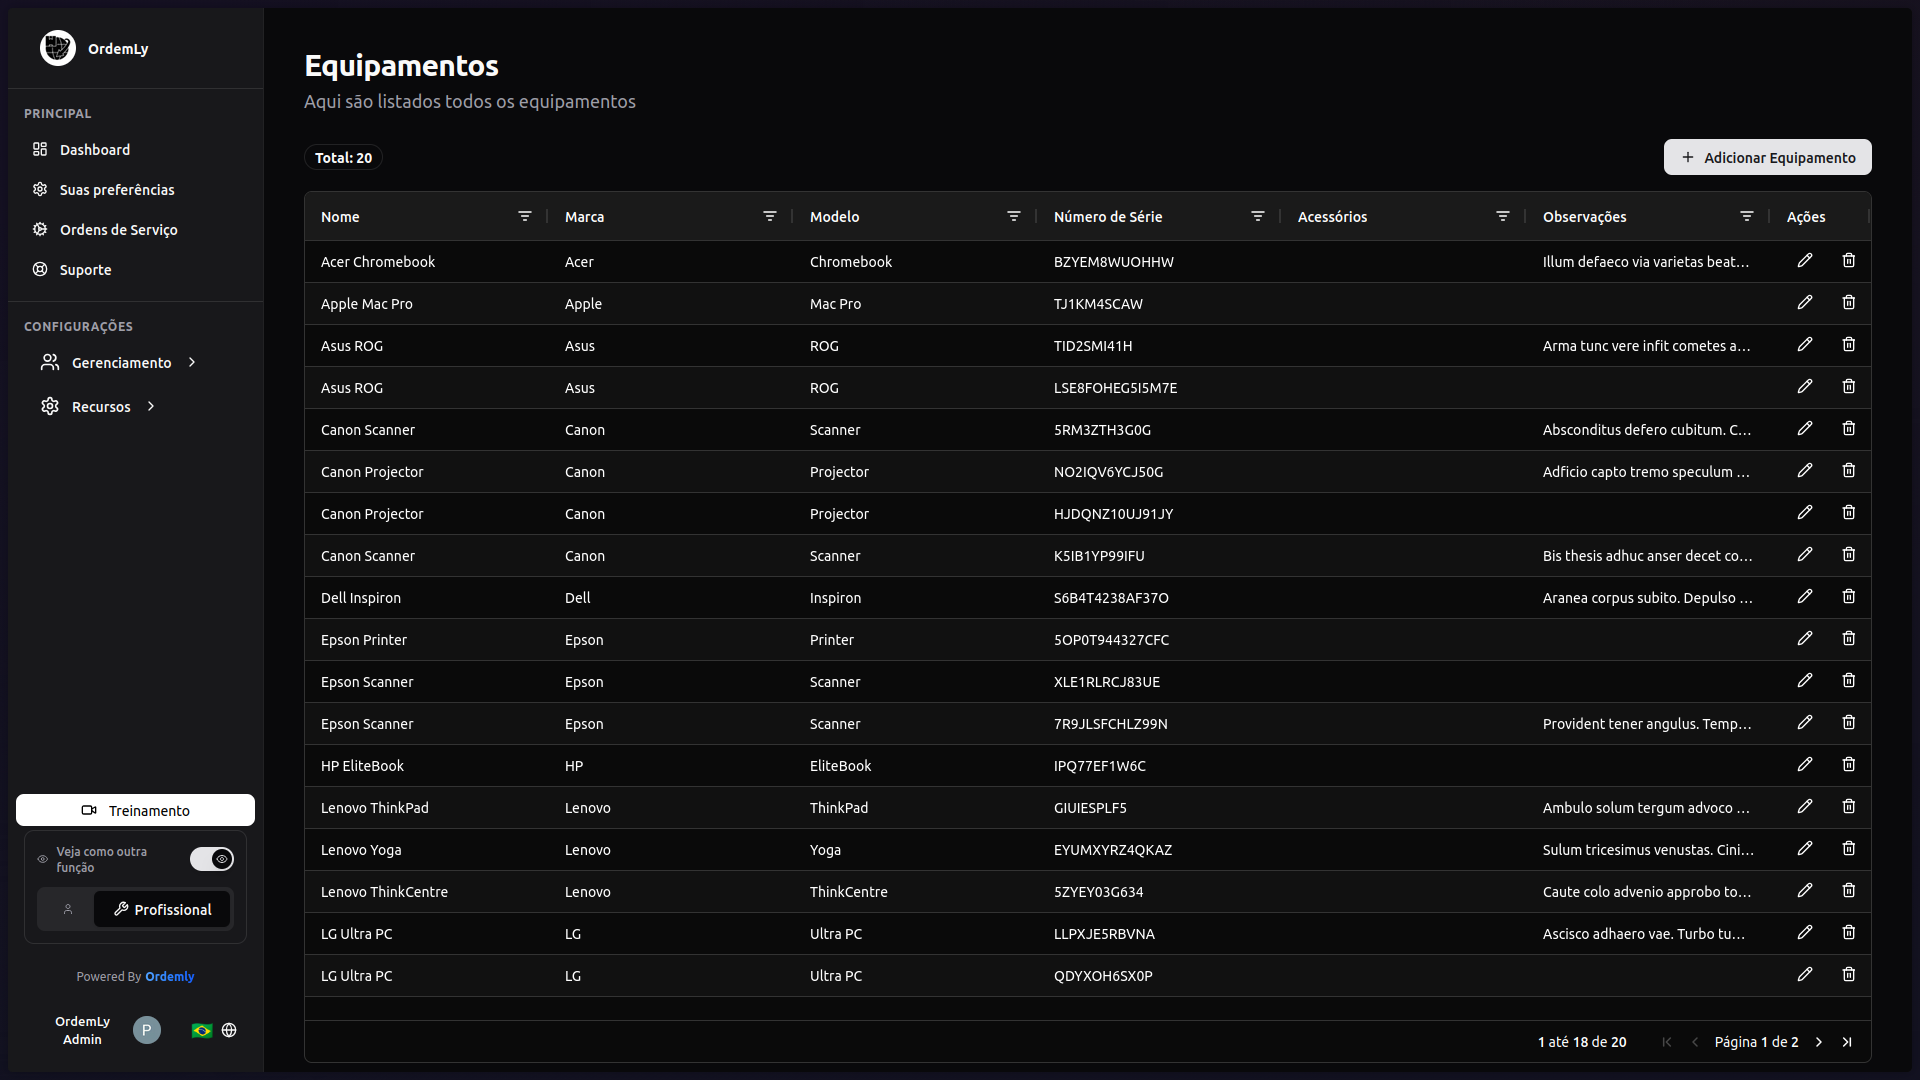 OrdemLy
PRINCIPAL
Dashboard
Suas preferências
Ordens de Serviço
Suporte
CONFIGURAÇÕES
Gerenciamento
Recursos
Treinamento
Veja como outra
função
Profissional
Powered By Ordemly
OrdemLy
Admin
P
Equipamentos
Aqui são listados todos os equipamentos
Total: 20
Adicionar Equipamento
Nome Marca Modelo Número de Série Acessórios Observações Ações
Acer Chromebook Acer Chromebook BZYEM8WUOHHW Illum defaeco via varietas beat...
Apple Mac Pro Apple Mac Pro TJ1KM4SCAW
Asus ROG Asus ROG TID2SMI41H Arma tunc vere infit cometes a...
Asus ROG Asus ROG LSE8FOHEG5I5M7E
Canon Scanner Canon Scanner 5RM3ZTH3G0G Absconditus defero cubitum. C...
Canon Projector Canon Projector NO2IQV6YCJ50G Adficio capto tremo speculum ...
Canon Projector Canon Projector HJDQNZ10UJ91JY
Canon Scanner Canon Scanner K5IB1YP99IFU Bis thesis adhuc anser decet co...
Dell Inspiron Dell Inspiron S6B4T4238AF37O Aranea corpus subito. Depulso ...
Epson Printer Epson Printer 5OP0T944327CFC
Epson Scanner Epson Scanner XLE1RLRCJ83UE
Epson Scanner Epson Scanner 7R9JLSFCHLZ99N Provident tener angulus. Temp...
HP EliteBook HP EliteBook IPQ77EF1W6C
Lenovo ThinkPad Lenovo ThinkPad GIUIESPLF5 Ambulo solum tergum advoco ...
Lenovo Yoga Lenovo Yoga EYUMXYRZ4QKAZ Sulum tricesimus venustas. Cini...
Lenovo ThinkCentre Lenovo ThinkCentre 5ZYEY03G634 Caute colo advenio approbo to...
LG Ultra PC LG Ultra PC LLPXJE5RBVNA Ascisco adhaero vae. Turbo tu...
LG Ultra PC LG Ultra PC QDYXOH6SX0P
1 até 18 de 20 Página 1 de 2